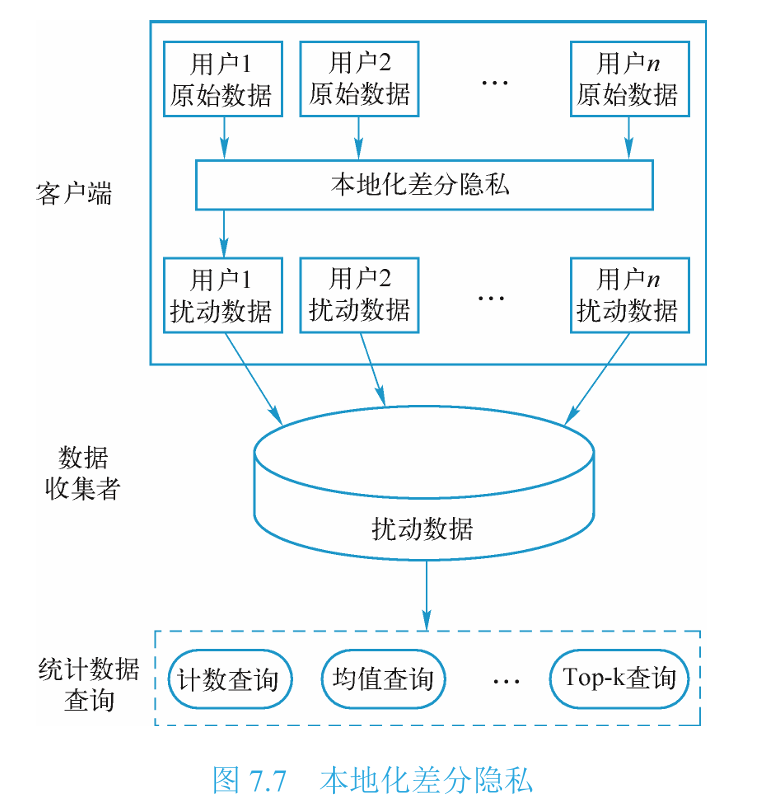 用户1
原始数据
用户2
原始数据
…
用户n
原始数据
客户端
本地化差分隐私
用户1
扰动数据
用户2
扰动数据
…
用户n
扰动数据
数据
收集者
扰动数据
统计数据
查询
计数查询
均值查询
…
Top-k查询
图 7.7 本地化差分隐私